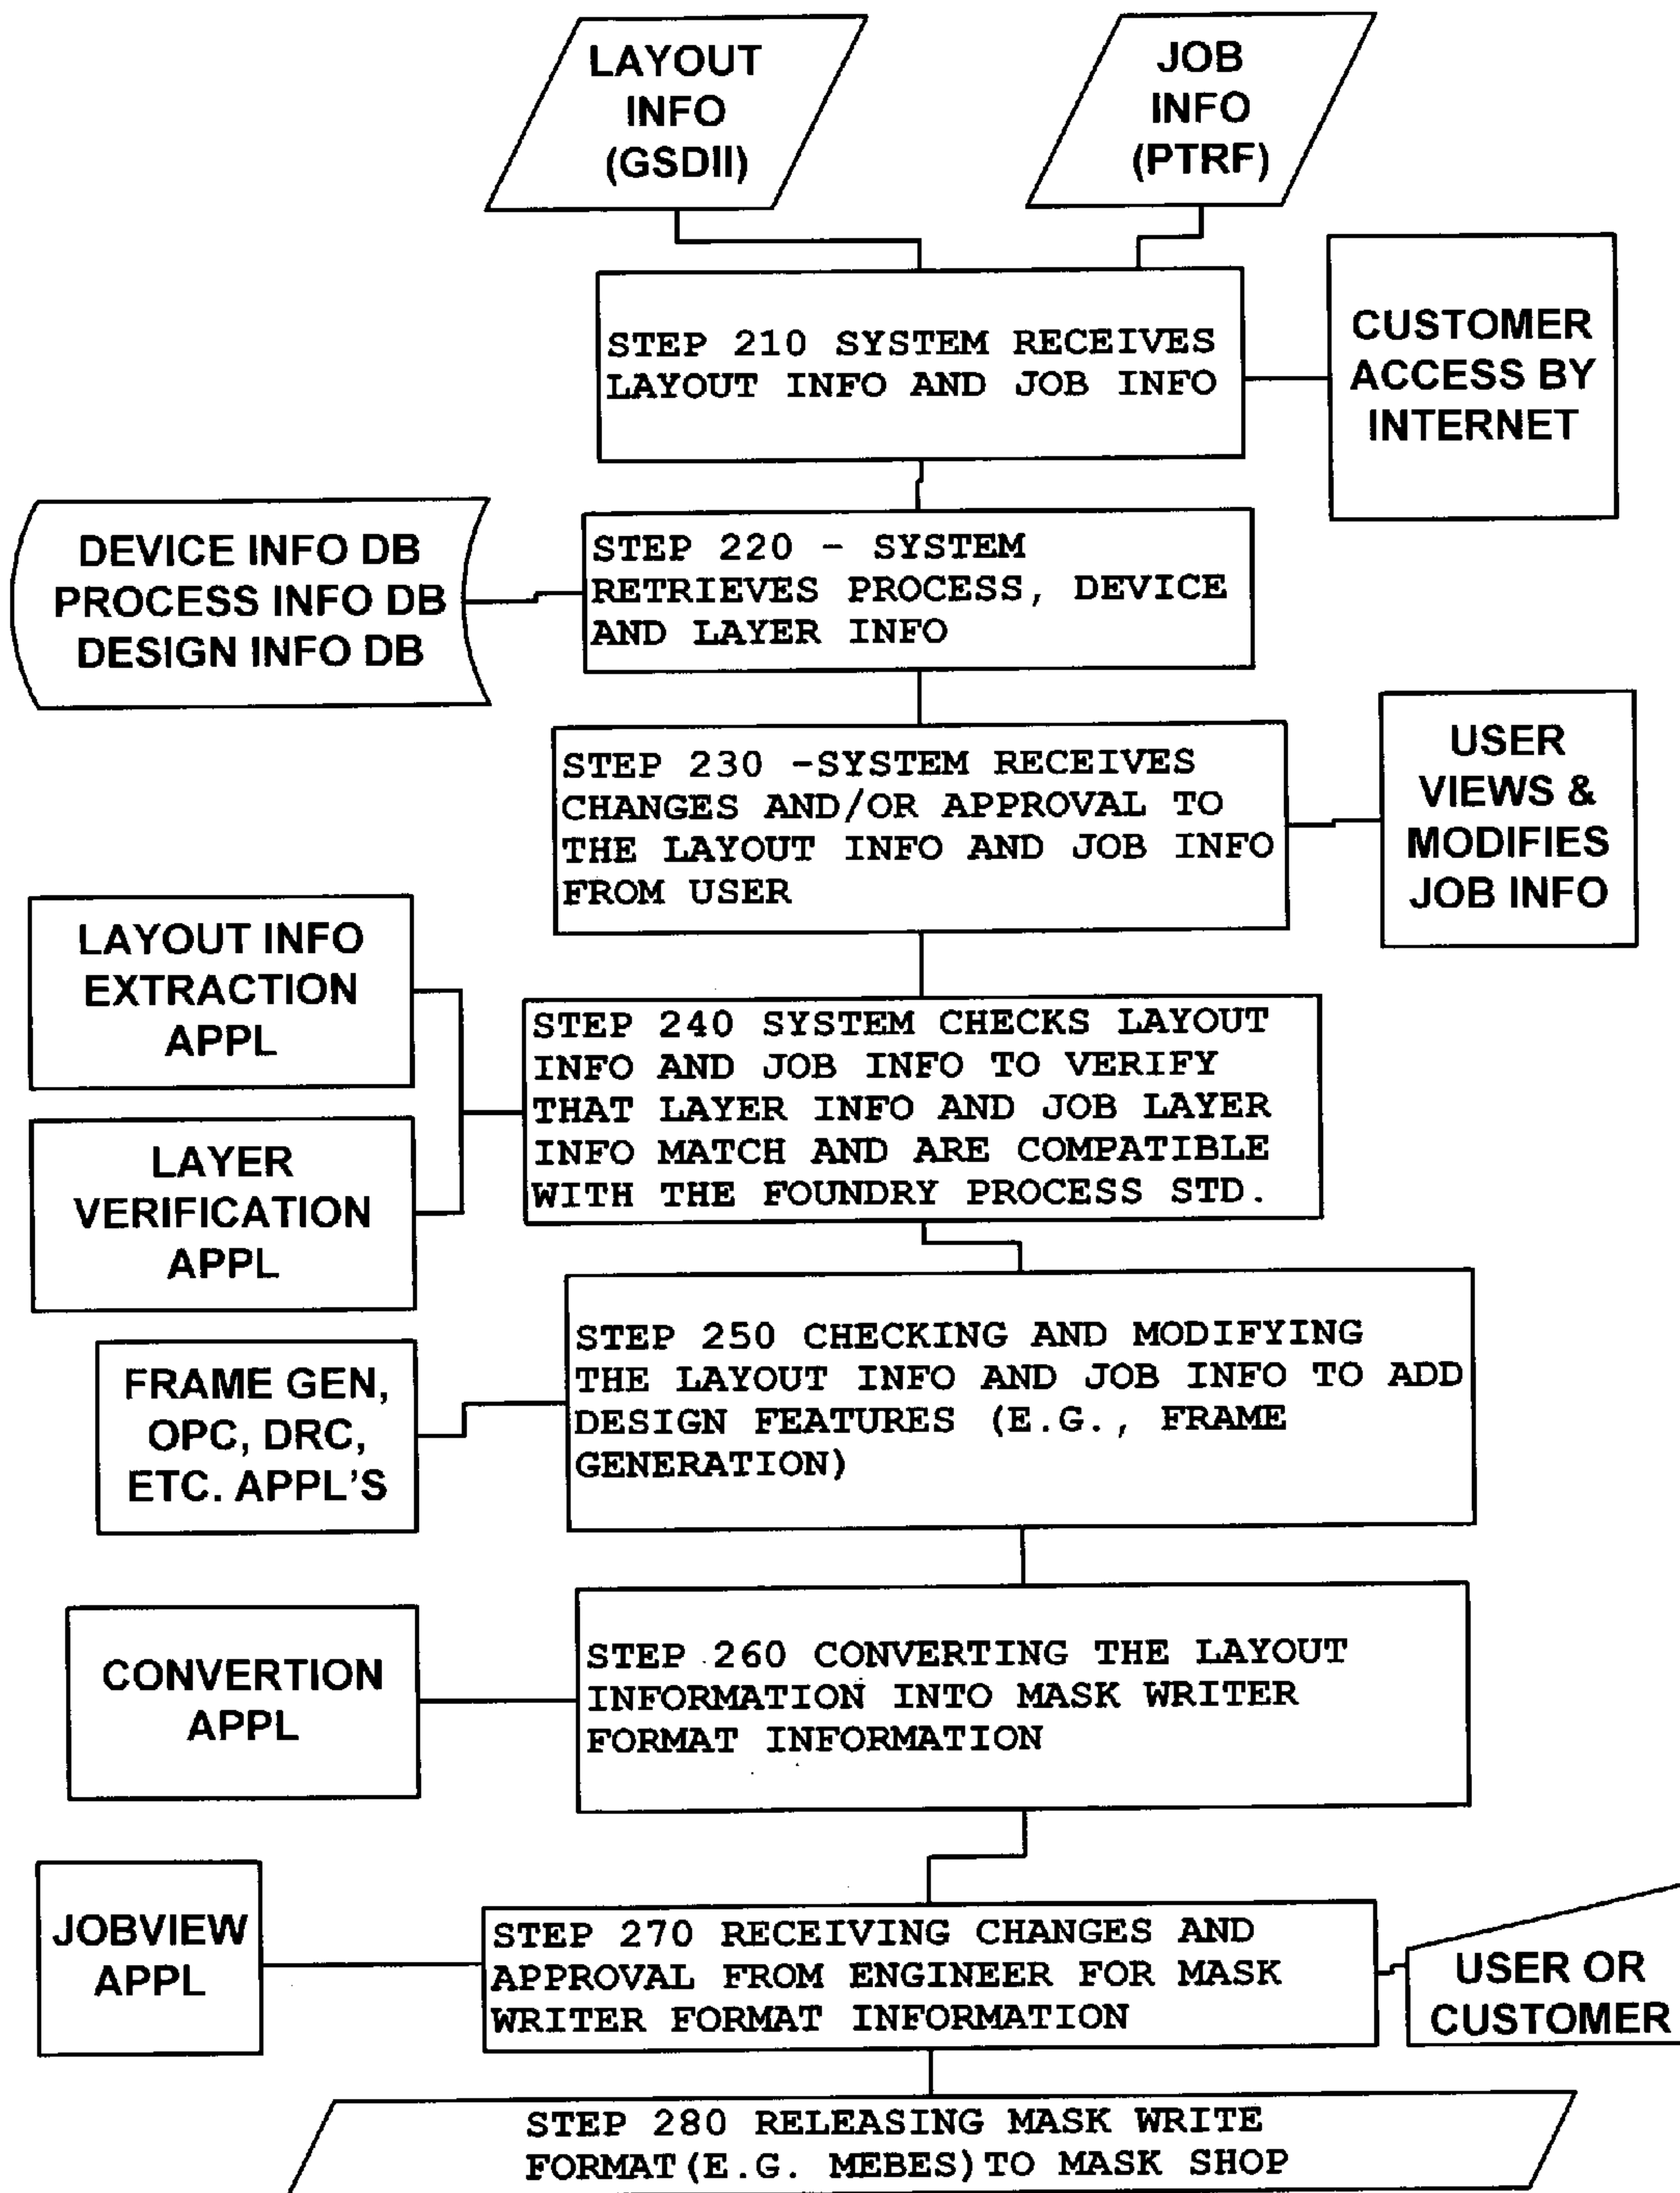 LAYOUT
INFO
(GSDII)
JOB
INFO
(PTRF)
STEP 210 SYSTEM RECEIVES
LAYOUT INFO AND JOB INFO
CUSTOMER
ACCESS BY
INTERNET
DEVICE INFO DB
PROCESS INFO DB
DESIGN INFO DB
STEP 220 - SYSTEM
RETRIEVES PROCESS, DEVICE
AND LAYER INFO
STEP 230 -SYSTEM RECEIVES
CHANGES AND/OR APPROVAL TO
THE LAYOUT INFO AND JOB INFO
FROM USER
USER
VIEWS &
MODIFIES
JOB INFO
LAYOUT INFO
EXTRACTION
APPL
LAYER
VERIFICATION
APPL
STEP 240 SYSTEM CHECKS LAYOUT
INFO AND JOB INFO TO VERIFY
THAT LAYER INFO AND JOB LAYER
INFO MATCH AND ARE COMPATIBLE
WITH THE FOUNDRY PROCESS STD.
FRAME GEN,
OPC, DRC,
ETC. APPL'S
STEP 250 CHECKING AND MODIFYING
THE LAYOUT INFO AND JOB INFO TO ADD
DESIGN FEATURES (E.G., FRAME
GENERATION)
CONVERTION
APPL
STEP 260 CONVERTING THE LAYOUT
INFORMATION INTO MASK WRITER
FORMAT INFORMATION
JOBVIEW
APPL
STEP 270 RECEIVING CHANGES AND
APPROVAL FROM ENGINEER FOR MASK
WRITER FORMAT INFORMATION
USER OR
CUSTOMER
STEP 280 RELEASING MASK WRITE
FORMAT(E.G. MEBES)TO MASK SHOP